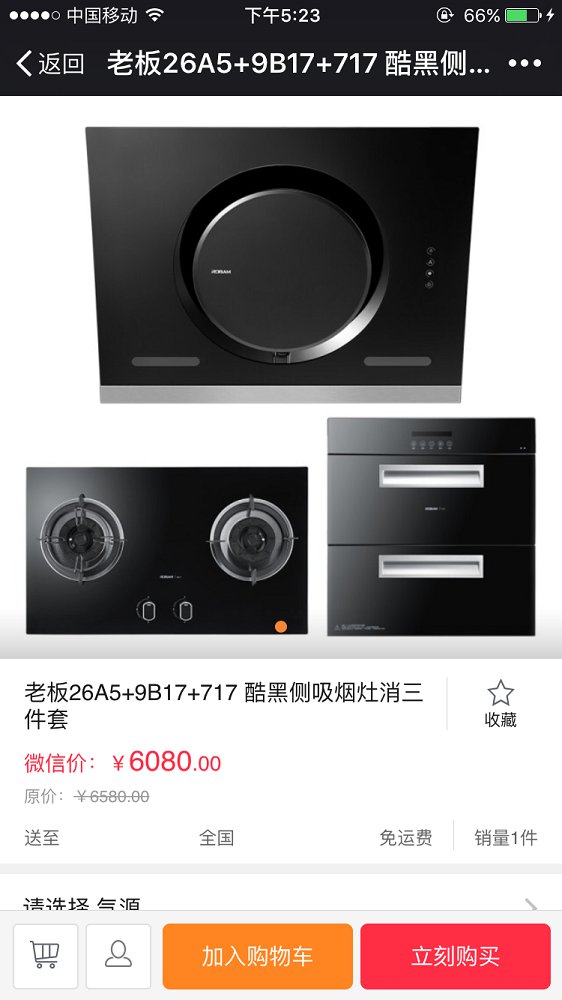 中国移动 下午5:23 66%
返回 老板26A5+9B17+717 酷黑侧...
ROBAM
ROBAM
ROBAM
老板26A5+9B17+717 酷黑侧吸烟灶消三
件套
收藏
微信价：￥6080.00
原价：￥6580.00
送至 全国 免运费 销量1件
请选择 气源
加入购物车 立刻购买